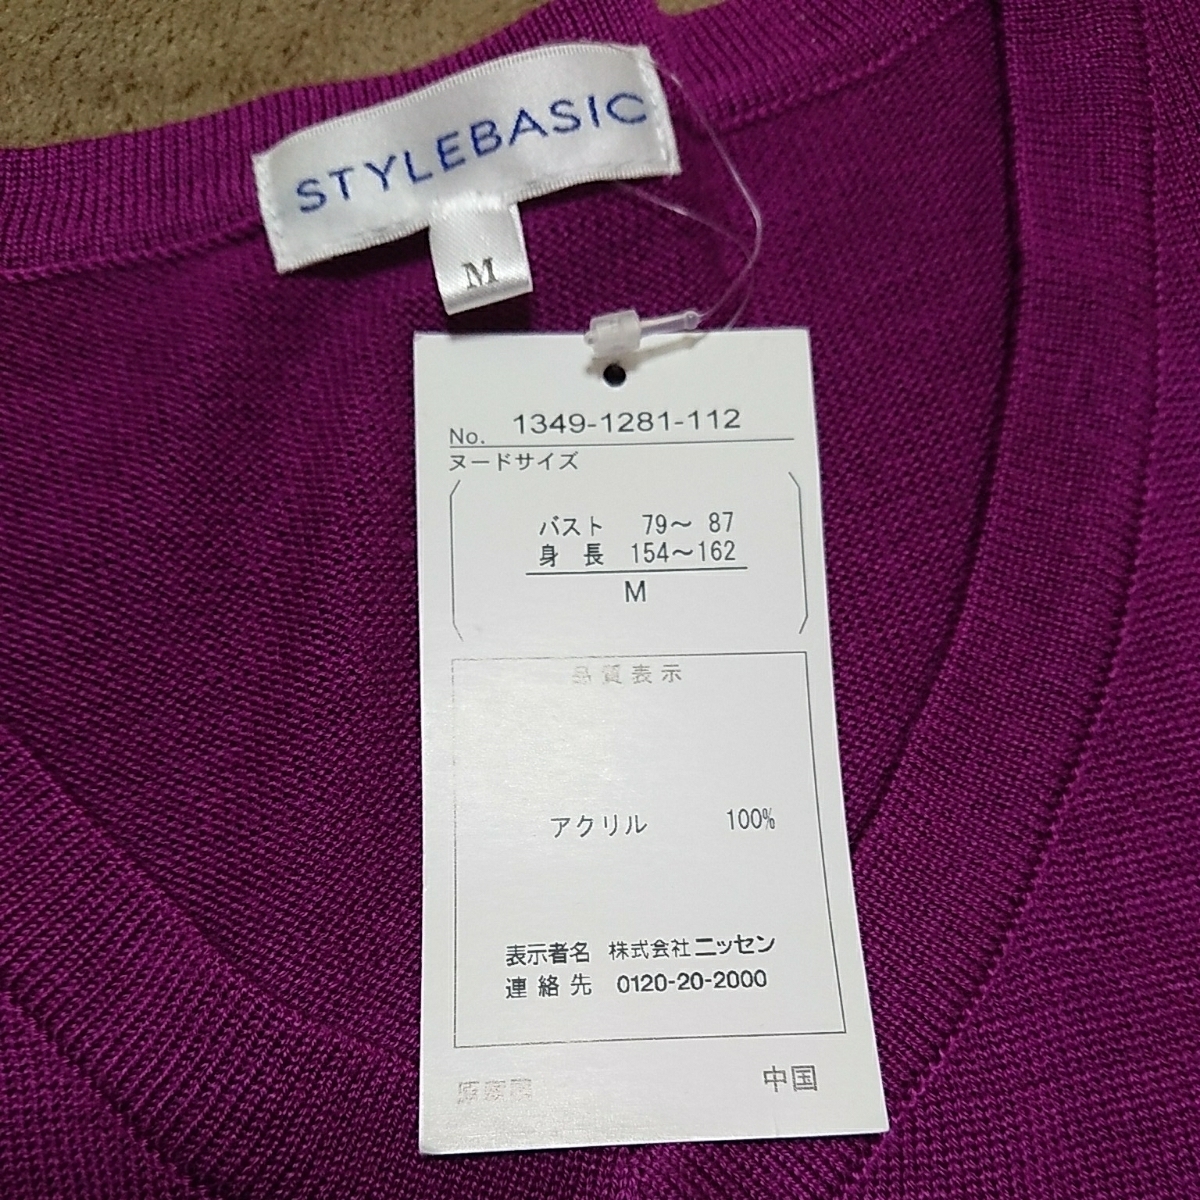 STYLEBASIC
M
No. 1349-1281-112
ヌードサイズ
バスト 79～ 87
身 長 154～162
M
品質表示
アクリル 100%
表示者名 株式会社ニッセン
連絡先 0120-20-2000
原産国 中国